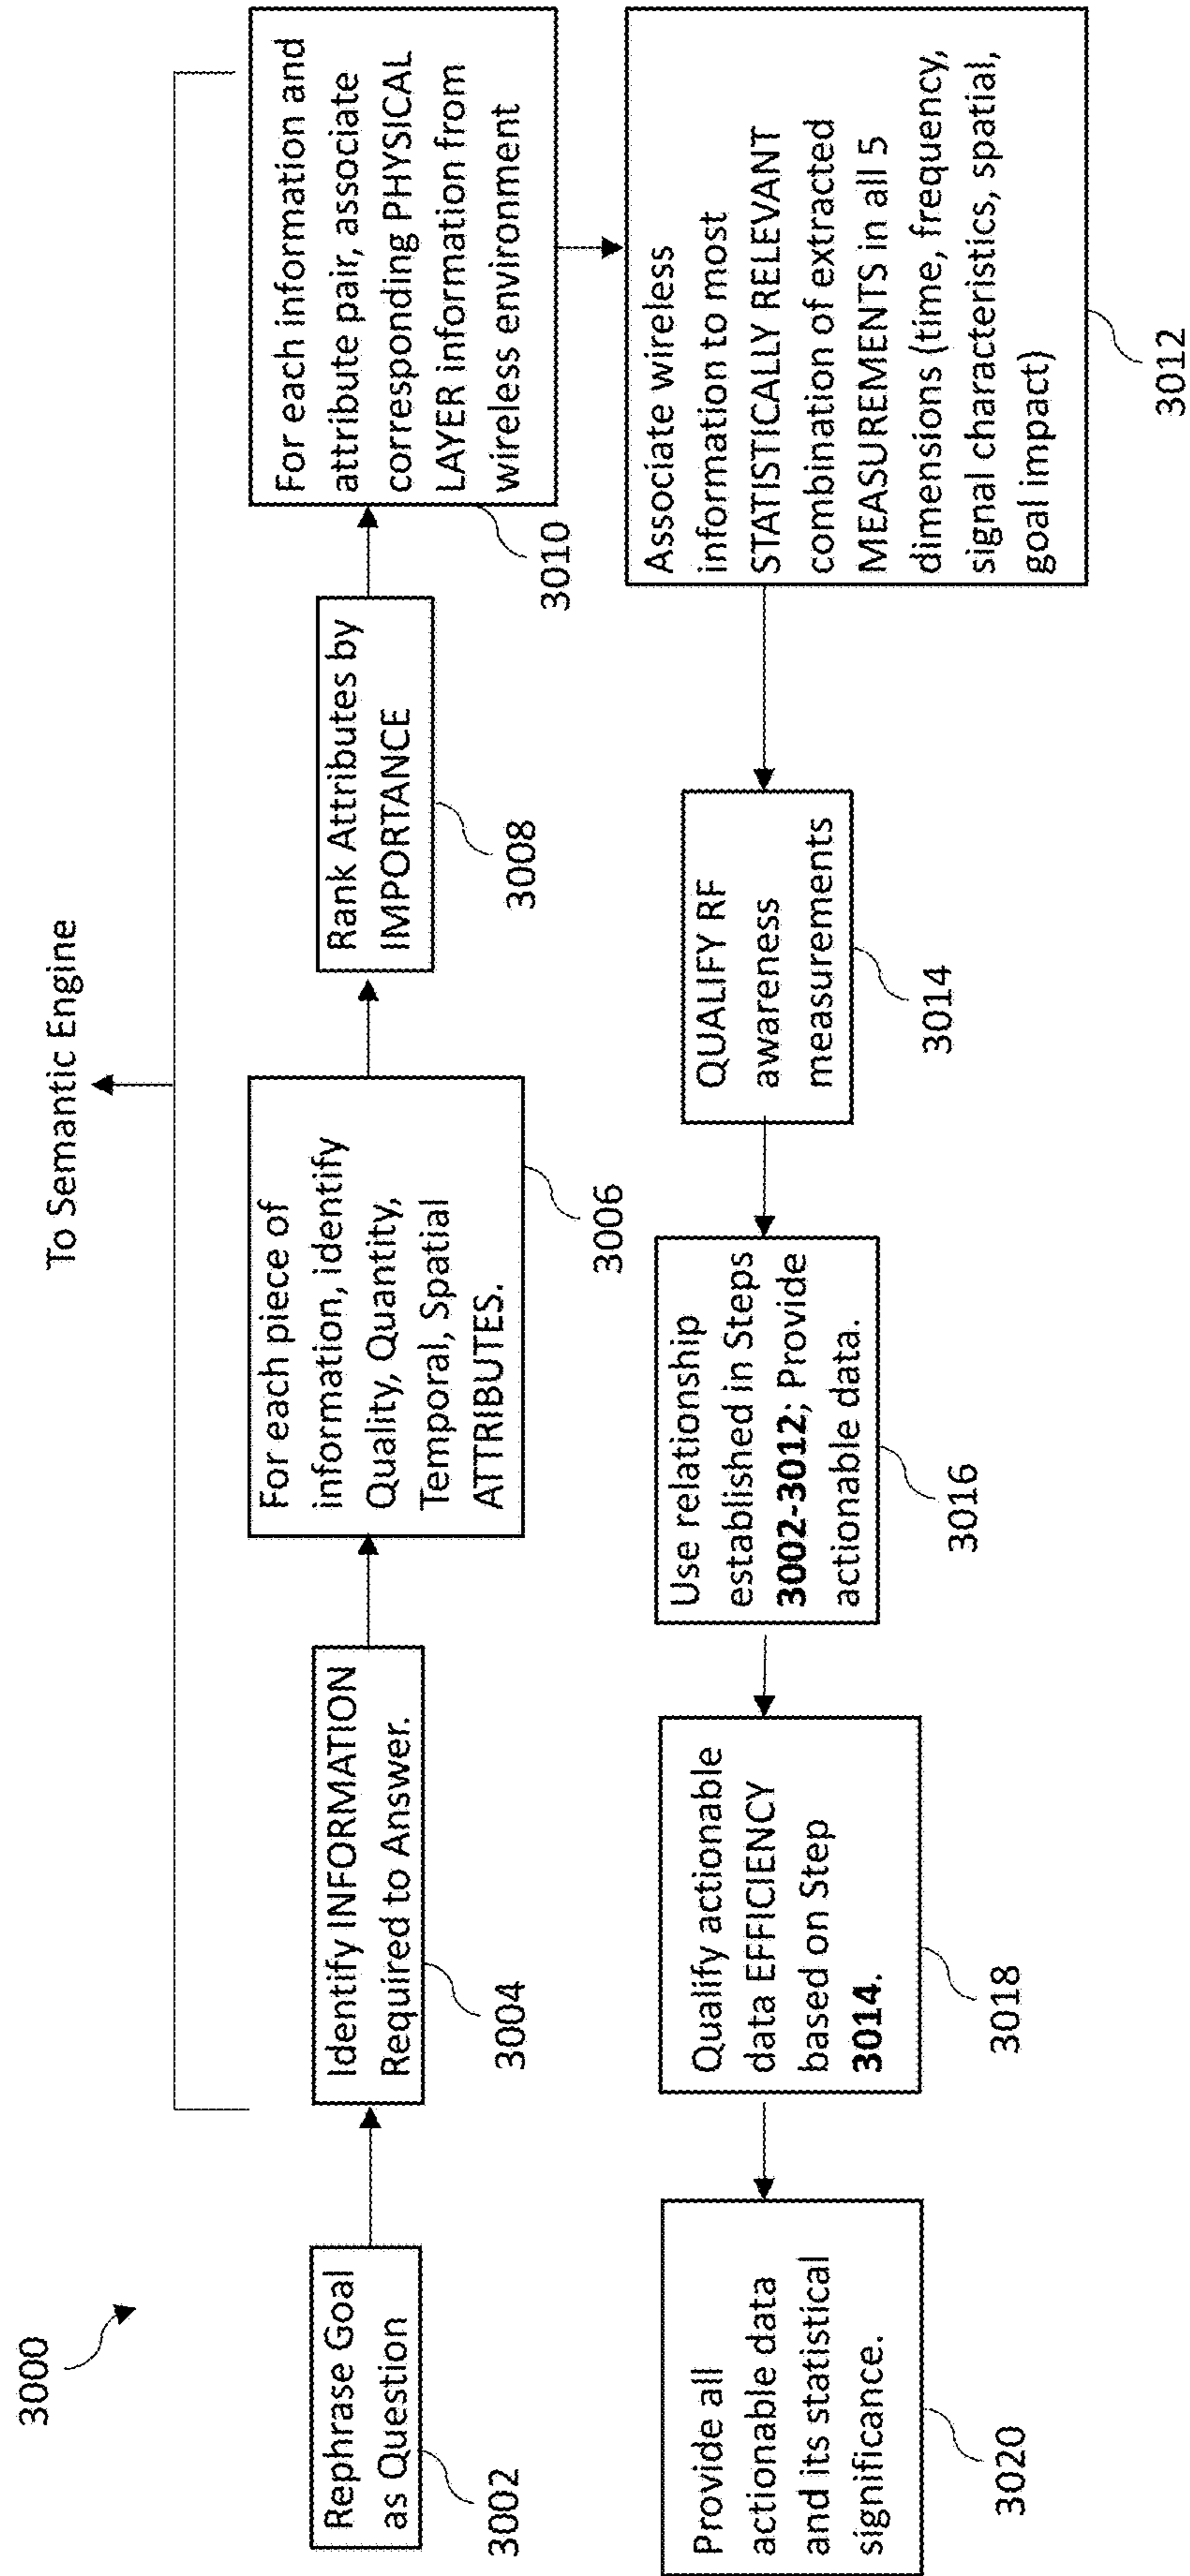 3000
To Semantic Engine
Rephrase Goal
as Question
3002
Identify INFORMATION
Required to Answer.
3004
For each piece of
information, identify
Quality, Quantity,
Temporal, Spatial
ATTRIBUTES.
3006
Rank Attributes by
IMPORTANCE
3008
For each information and
attribute pair, associate
corresponding PHYSICAL
LAYER information from
wireless environment
3010
Associate wireless
information to most
STATISTICALLY RELEVANT
combination of extracted
MEASUREMENTS in all 5
dimensions (time, frequency,
signal characteristics, spatial,
goal impact)
3012
QUALIFY RF
awareness
measurements
3014
Use relationship
established in Steps
3002-3012; Provide
actionable data.
3016
Qualify actionable
data EFFICIENCY
based on Step
3014.
3018
Provide all
actionable data
and its statistical
significance.
3020